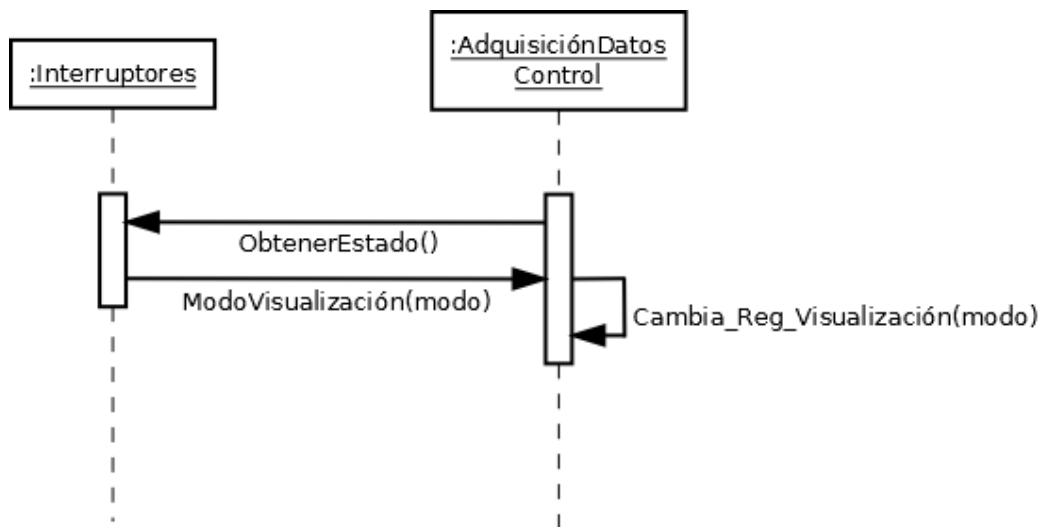 :Interruptores
:AdquisiciónDatos
Control
ObtenerEstado()
ModoVisualización(modo)
Cambia_Reg_Visualización(modo)